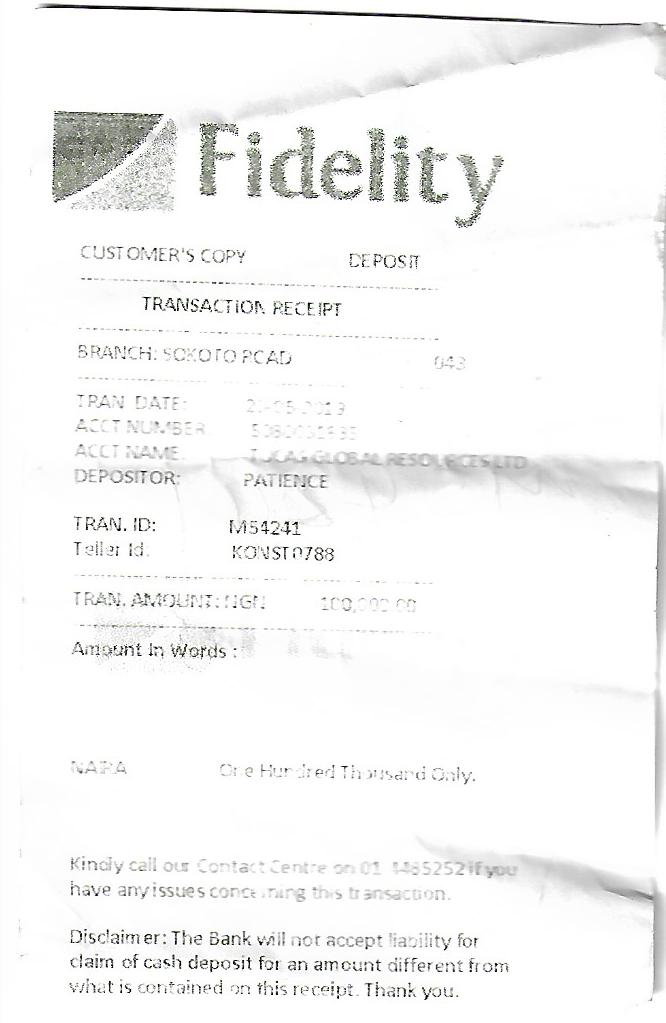 Fidelity
CUSTOMER'S COPY DEPOSIT
TRANSACTION RECEIPT
BRANCH: SOKOTO ROAD 043
TRAN DATE:
ACCT NUMBER
ACCT NAME: GLOBAL RESOURCES LTD
DEPOSITOR: PATIENCE
TRAN. ID: M54241
Teller Id: KONST0788
TRAN. AMOUNT: NGN 100,000.00
Amount In Words :
NAIRA One Hundred Thousand Only.
Kindly call our Contact Centre on 01 if you
have any issues concerning this transaction.
Disclaimer: The Bank will not accept liability for
claim of cash deposit for an amount different from
what is contained on this receipt. Thank you.